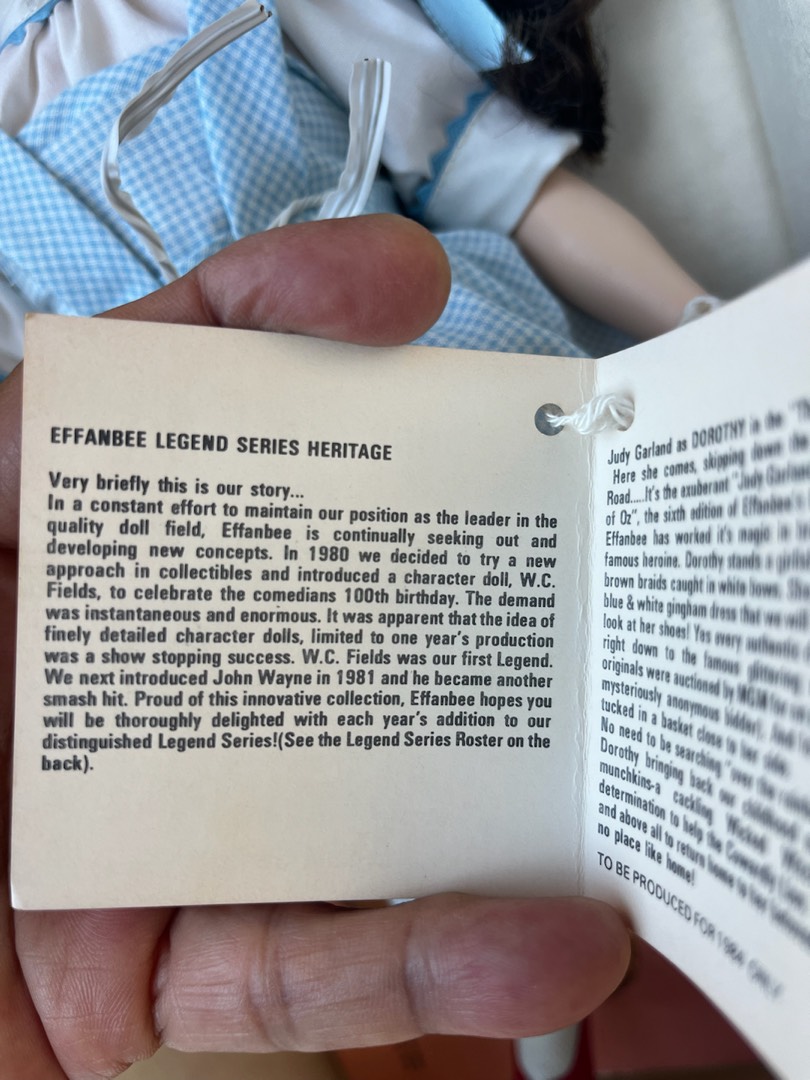 EFFANBEE LEGEND SERIES HERITAGE
Very briefly this is our story...
In a constant effort to maintain our position as the leader in the
quality doll field, Effanbee is continually seeking out and
developing new concepts. In 1980 we decided to try a new
approach in collectibles and introduced a character doll, W.C.
Fields, to celebrate the comedians 100th birthday. The demand
was instantaneous and enormous. It was apparent that the idea of
finely detailed character dolls, limited to one year's production
was a show stopping success. W.C. Fields was our first Legend.
We next introduced John Wayne in 1981 and he became another
smash hit. Proud of this innovative collection, Effanbee hopes you
will be thoroughly delighted with each year's addition to our
distinguished Legend Series!(See the Legend Series Roster on the
back).
Judy Garland as DOROTHY in the
Here she comes, skipping down
Road.....It's the exuberant "Judy Garland
of Oz", the sixth edition of Effanbee's
Effanbee has worked it's magic
famous heroine. Dorothy stands a
brown braids caught in white bows.
blue & white gingham dress that we
look at her shoes! Yes every authentic
right down to the famous glittering
originals were auctioned by MGM to a
mysteriously anonymous bidder). And
tucked in a basket close to her side.
No need to be searching "over the
Dorothy bringing back our childhood
munchkins-a cackling Wicked
determination to help the Cowardly
and above all to return home to
no place like home!
TO BE PRODUCED FOR 1984 ONLY